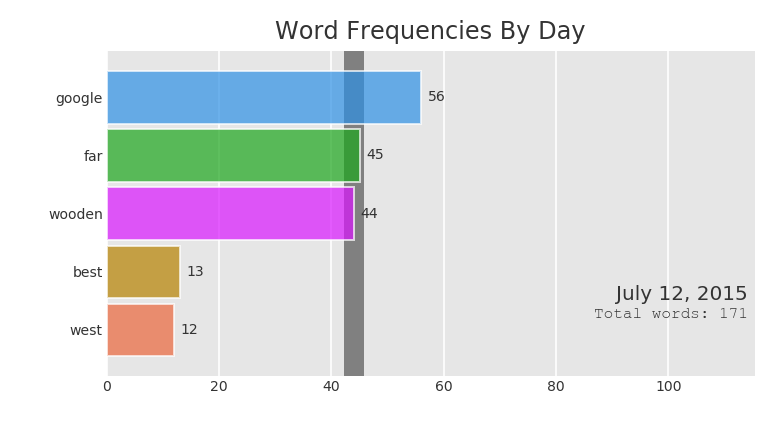 Word Frequencies By Day
google 56
far 45
wooden 44
best 13
west 12
July 12, 2015
Total words: 171
0 20 40 60 80 100